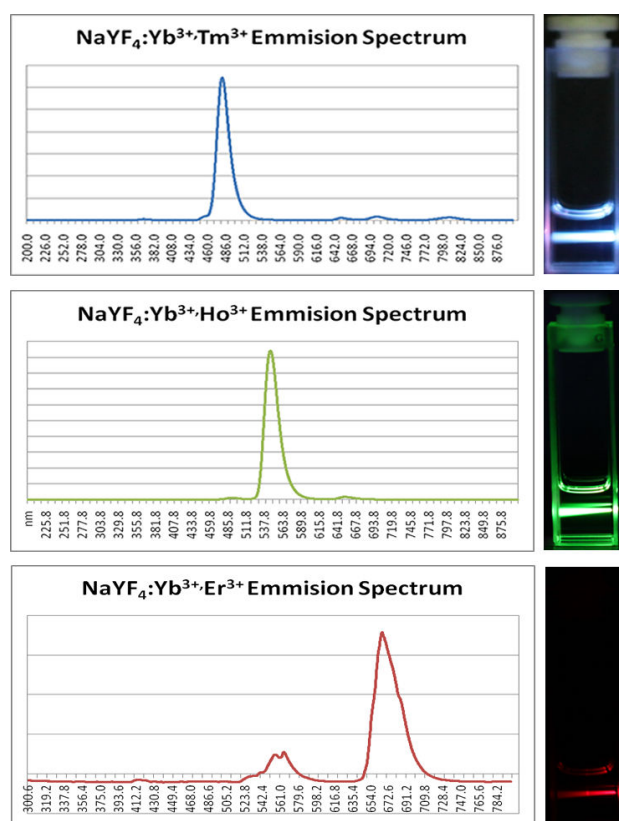 NaYF₄:Yb³⁺,Tm³⁺ Emmision Spectrum
200.0 226.0 252.0 278.0 304.0 330.0 356.0 382.0 408.0 434.0 460.0 486.0 512.0 538.0 564.0 590.0 616.0 642.0 668.0 694.0 720.0 746.0 772.0 798.0 824.0 850.0 876.0
NaYF₄:Yb³⁺,Ho³⁺ Emmision Spectrum
nm 225.8 251.8 277.8 303.8 329.8 355.8 381.8 407.8 433.8 459.8 485.8 511.8 537.8 563.8 589.8 615.8 641.8 667.8 693.8 719.8 745.8 771.8 797.8 823.8 849.8 875.8
NaYF₄:Yb³⁺,Er³⁺ Emmision Spectrum
300.6 319.2 337.8 356.4 375.0 393.6 412.2 430.8 449.4 468.0 486.6 505.2 523.8 542.4 561.0 579.6 598.2 616.8 635.4 654.0 672.6 691.2 709.8 728.4 747.0 765.6 784.2